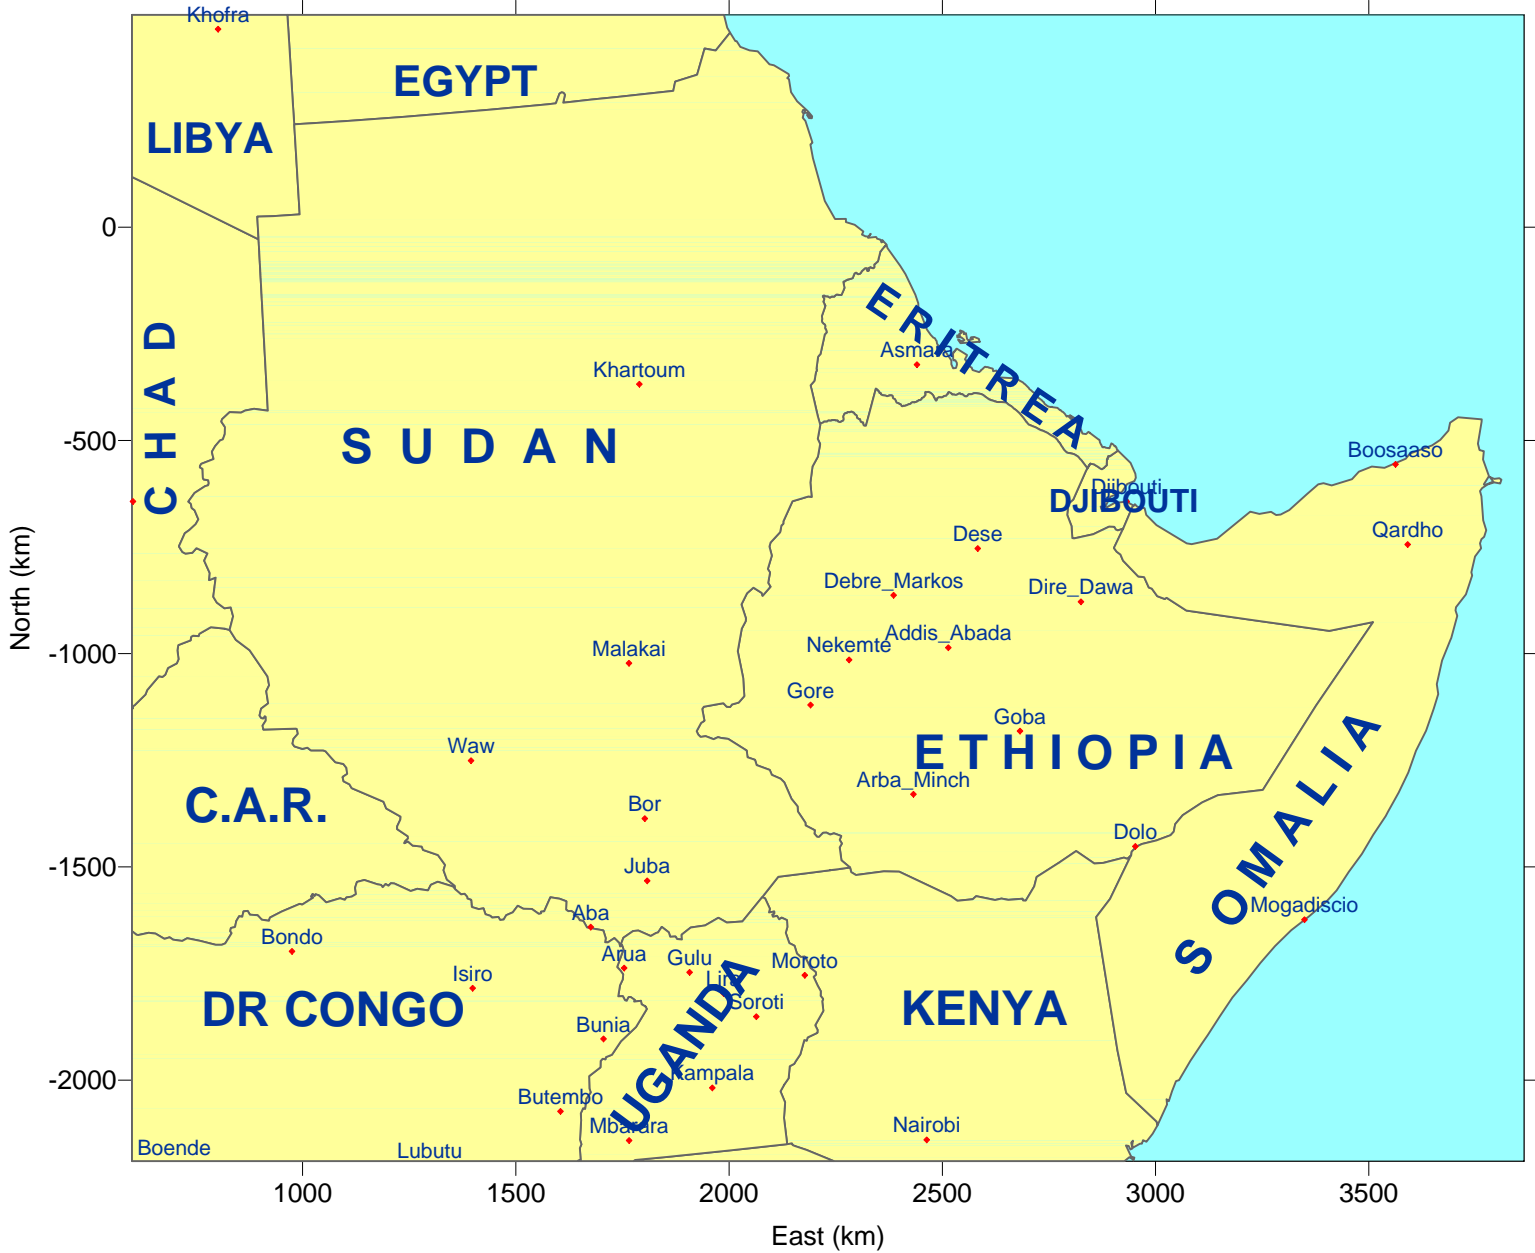 Khofra
EGYPT
LIBYA
0
CHAD
ERITREA
Asmara
Khartoum
-500
SUDAN
Boosaaso
Djibouti
DJIBOUTI
Qardho
Dese
Debre_Markos
Dire_Dawa
North (km)
Addis_Abada
Nekemte
Malakai
-1000
Gore
Goba
Waw
ETHIOPIA
SOMALIA
Arba_Minch
C.A.R.
Bor
Dolo
-1500
Juba
Mogadiscio
Aba
Bondo
Arua
Gulu
Moroto
Isiro
Lira
Soroti
DR CONGO
KENYA
Bunia
UGANDA
-2000
Kampala
Butembo
Mbarara
Nairobi
Boende
Lubutu
1000
1500
2000
2500
3000
3500
East (km)